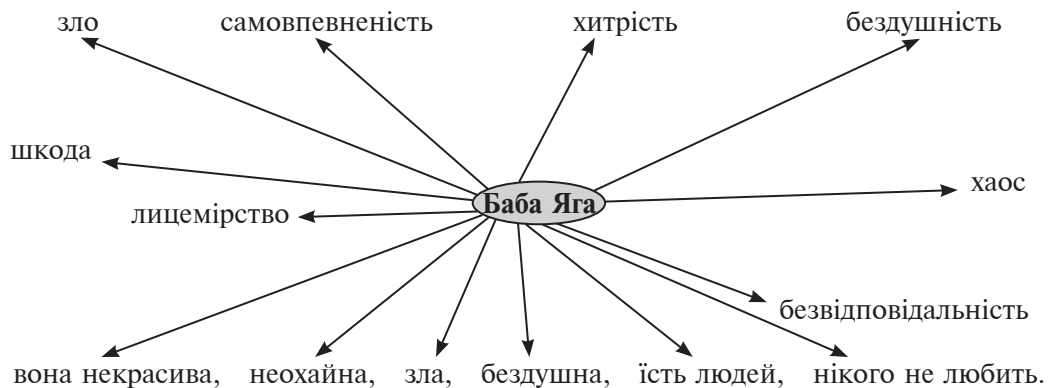 зло самовпевненість хитрість бездушність
шкода
хаос
Баба Яга
лицемірство
безвідповідальність
вона некрасива, неохайна, зла, бездушна, їсть людей, нікого не любить.